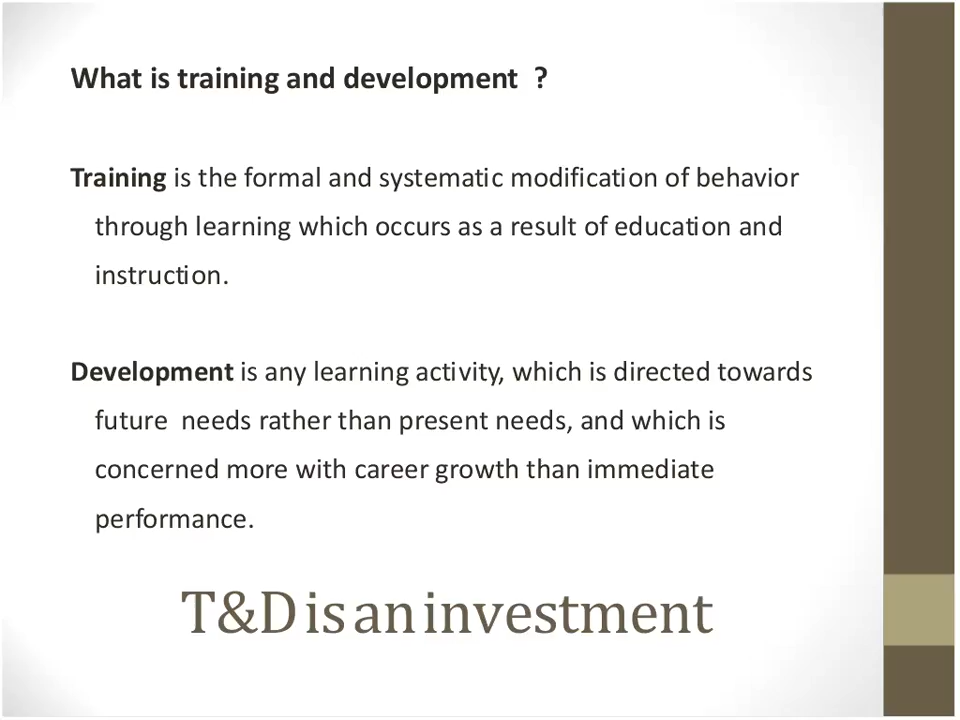 What is training and development  ?
Training is the formal and systematic modification of behavior
through learning which occurs as a result of education and
instruction.
Development is any learning activity, which is directed towards
future  needs rather than present needs, and which is
concerned more with career growth than immediate
performance.
T&D is an investment